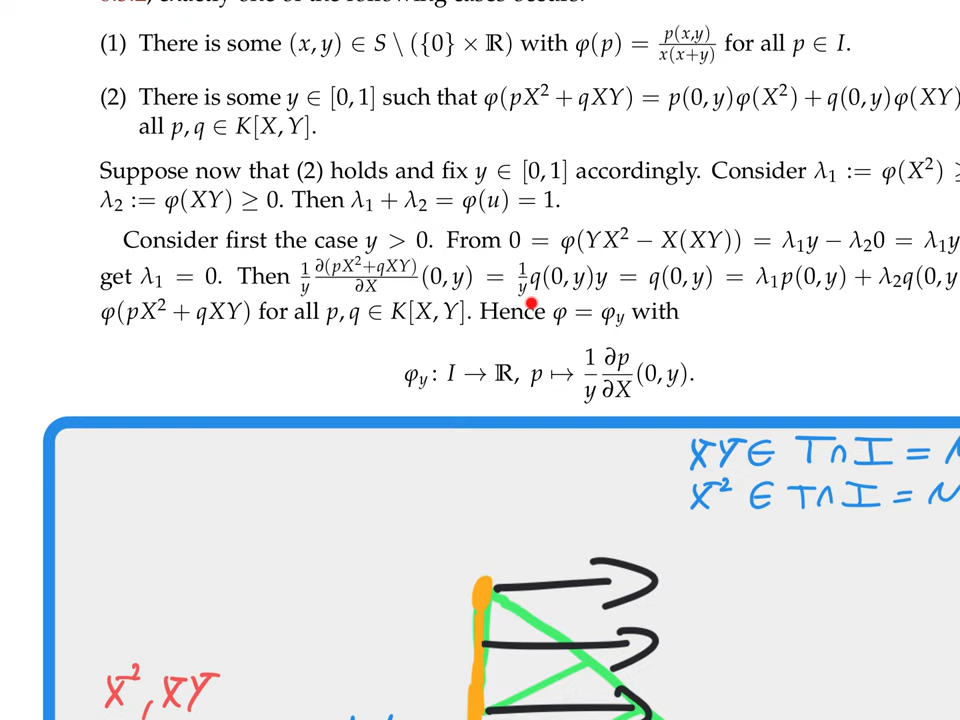 (1) There is some (x, y) ∈ S \ ({0} × ℝ) with φ(p) = p(x,y)/x(x+y) for all p ∈ I.
(2) There is some y ∈ [0, 1] such that φ(pX² + qXY) = p(0, y)φ(X²) + q(0, y)φ(XY)
all p, q ∈ K[X, Y].
Suppose now that (2) holds and fix y ∈ [0, 1] accordingly. Consider λ₁ := φ(X²) ≥
λ₂ := φ(XY) ≥ 0. Then λ₁ + λ₂ = φ(u) = 1.
Consider first the case y > 0. From 0 = φ(YX² − X(XY)) = λ₁y − λ₂0 = λ₁y
get λ₁ = 0. Then 1/y ∂(pX²+qXY)/∂X (0, y) = 1/y q(0, y)y = q(0, y) = λ₁p(0, y) + λ₂q(0, y
φ(pX² + qXY) for all p, q ∈ K[X, Y]. Hence φ = φ_y with
φ_y : I → ℝ, p ↦ 1/y ∂p/∂X (0, y).
XY ∈ T∩I =
X² ∈ T∩I =
X², XY